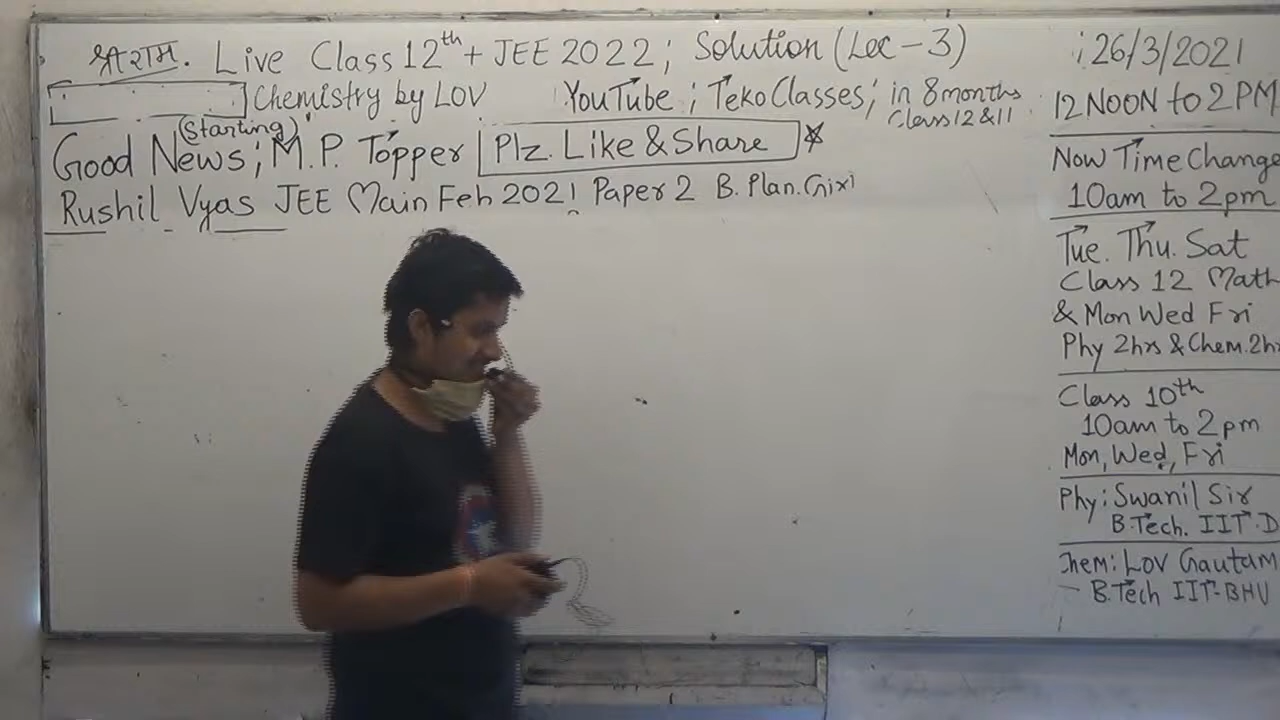 श्री राम. Live Class 12th + JEE 2022 ; Solution (Lec - 3)
Chemistry by LOV YouTube ; TekoClasses ; in 8 months
Class 12 & 11
(Starting)
Good News ; M.P. Topper Plz. Like & Share
Rushil Vyas JEE Main Feb 2021 Paper 2 B. Plan.
26/3/2021
12 NOON to 2 PM
Now Time Change
10am to 2pm
Tue. Thu. Sat
Class 12 Math
& Mon Wed Fri
Phy 2hrs & Chem. 2hr
Class 10th
10am to 2pm
Mon, Wed, Fri
Phy: Swanil Sir
B.Tech. IIT-D
Chem: Lov Gautam
B.Tech IIT-BHU